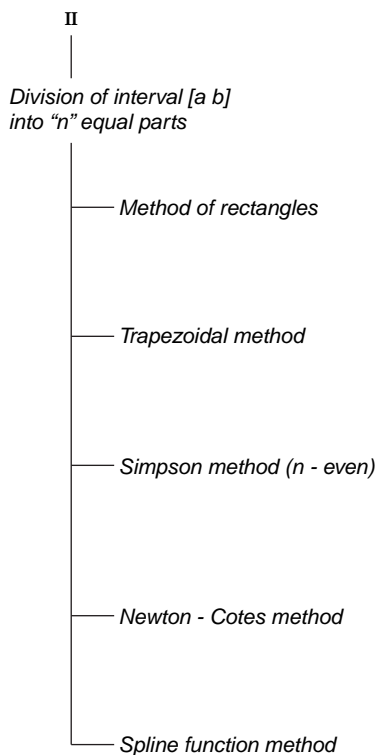 II
Division of interval [a b]
into “n” equal parts
Method of rectangles
Trapezoidal method
Simpson method (n - even)
Newton - Cotes method
Spline function method